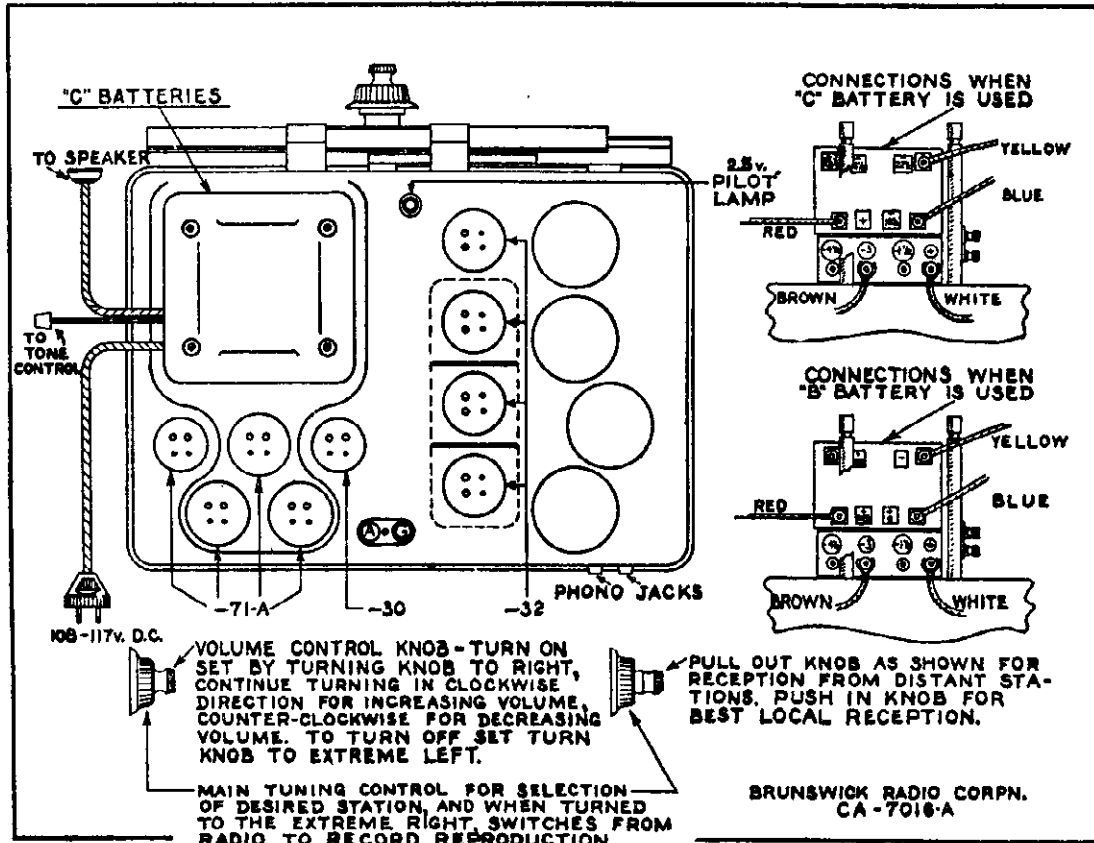 "C" BATTERIES
TO SPEAKER
TO
TONE
CONTROL
108-117v. D.C.
2.5v.
PILOT
LAMP
-71-A
-30
-32
A
G
PHONO JACKS
CONNECTIONS WHEN
"C" BATTERY IS USED
YELLOW
BLUE
RED
BROWN
WHITE
CONNECTIONS WHEN
"B" BATTERY IS USED
YELLOW
BLUE
RED
BROWN
WHITE
VOLUME CONTROL KNOB-TURN ON
SET BY TURNING KNOB TO RIGHT,
CONTINUE TURNING IN CLOCKWISE
DIRECTION FOR INCREASING VOLUME,
COUNTER-CLOCKWISE FOR DECREASING
VOLUME. TO TURN OFF SET TURN
KNOB TO EXTREME LEFT.
PULL OUT KNOB AS SHOWN FOR
RECEPTION FROM DISTANT STA-
TIONS. PUSH IN KNOB FOR
BEST LOCAL RECEPTION.
MAIN TUNING CONTROL FOR SELECTION
OF DESIRED STATION, AND WHEN TURNED
TO THE EXTREME RIGHT, SWITCHES FROM
RADIO TO RECORD REPRODUCTION
BRUNSWICK RADIO CORPN.
CA-7016-A